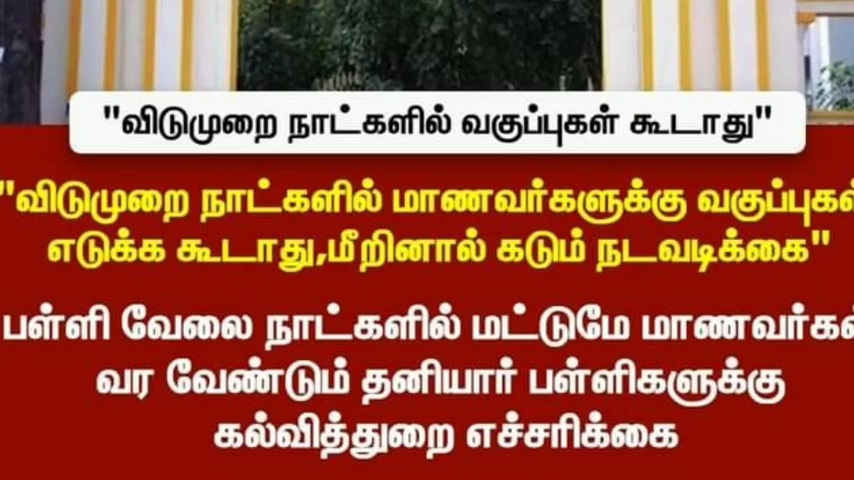 "விடுமுறை நாட்களில் வகுப்புகள் கூடாது"
"விடுமுறை நாட்களில் மாணவர்களுக்கு வகுப்புகள்
எடுக்க கூடாது,மீறினால் கடும் நடவடிக்கை"
பள்ளி வேலை நாட்களில் மட்டுமே மாணவர்கள்
வர வேண்டும் தனியார் பள்ளிகளுக்கு
கல்வித்துறை எச்சரிக்கை